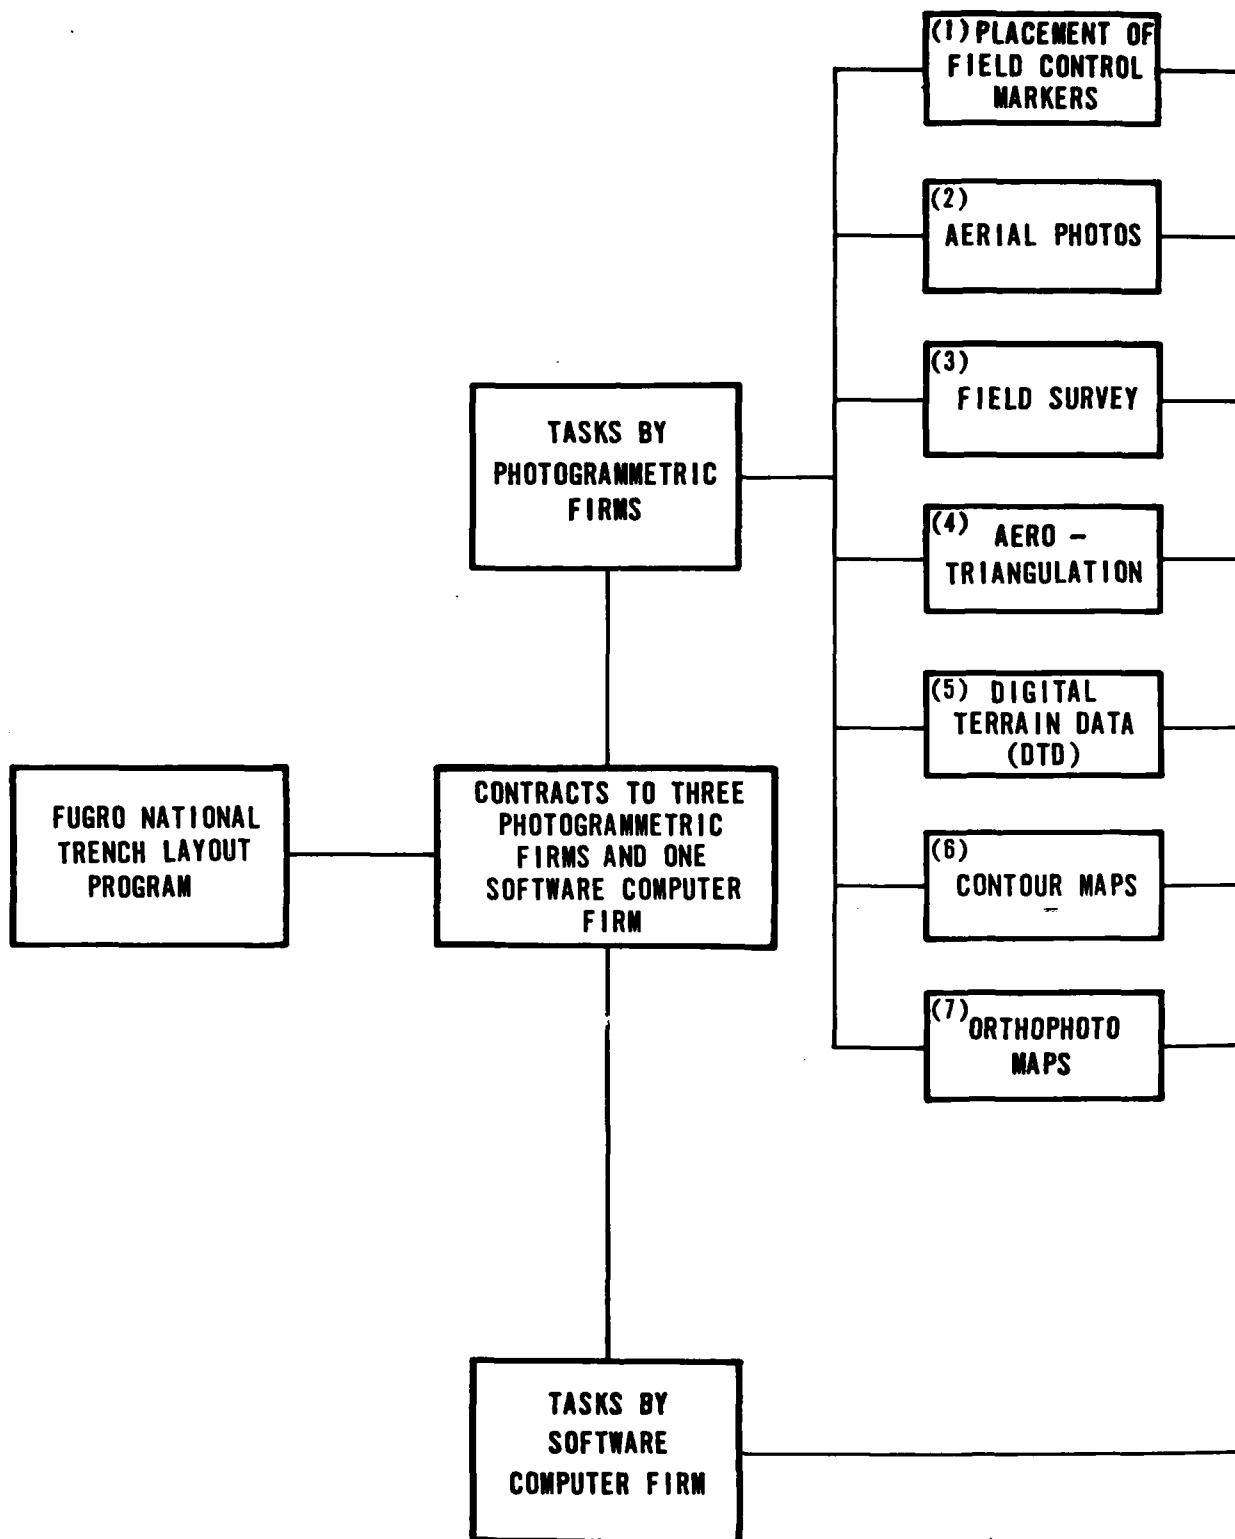 FUGRO NATIONAL
TRENCH LAYOUT
PROGRAM
CONTRACTS TO THREE
PHOTOGRAMMETRIC
FIRMS AND ONE
SOFTWARE COMPUTER
FIRM
TASKS BY
PHOTOGRAMMETRIC
FIRMS
(1) PLACEMENT OF
FIELD CONTROL
MARKERS
(2)
AERIAL PHOTOS
(3)
FIELD SURVEY
(4) AERO -
TRIANGULATION
(5) DIGITAL
TERRAIN DATA
(DTD)
(6)
CONTOUR MAPS
(7) ORTHOPHOTO
MAPS
TASKS BY
SOFTWARE
COMPUTER FIRM